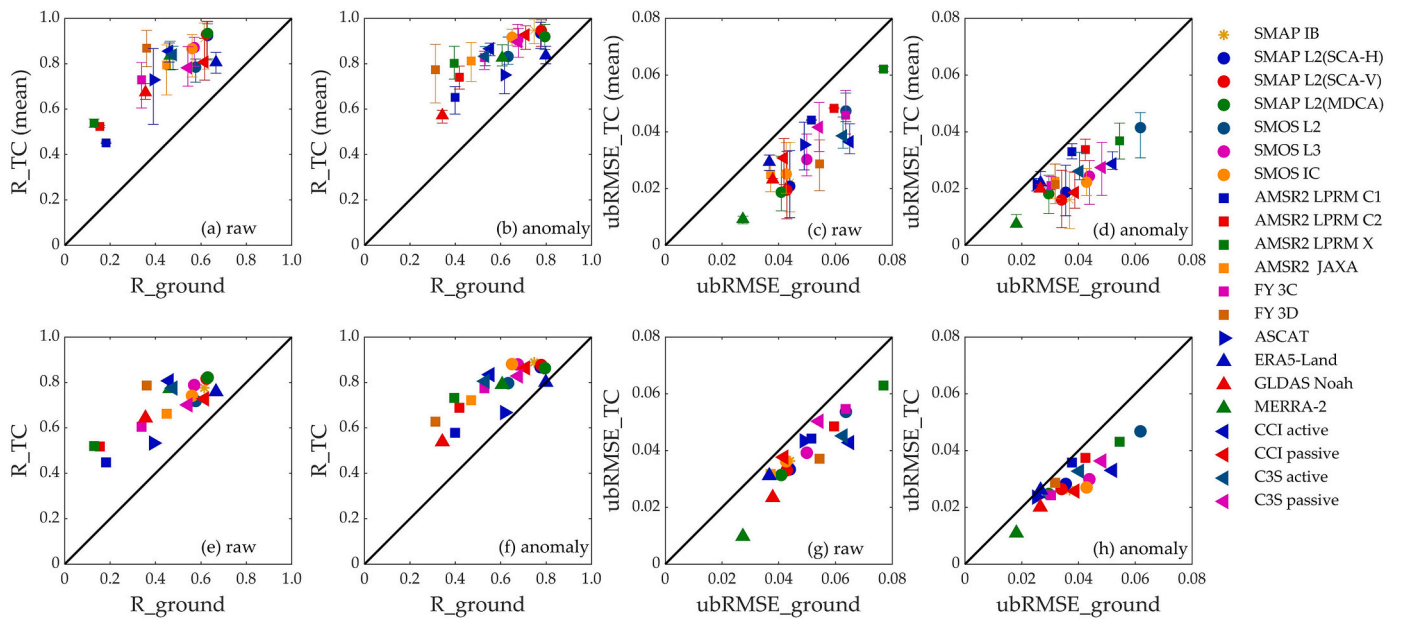 1.0
0.8
0.6
0.4
0.2
0
R_TC (mean)
0 0.2 0.4 0.6 0.8 1.0
R_ground
(a) raw
1.0
0.8
0.6
0.4
0.2
0
R_TC (mean)
0 0.2 0.4 0.6 0.8 1.0
R_ground
(b) anomaly
0.08
0.06
0.04
0.02
0
ubRMSE_TC (mean)
0 0.02 0.04 0.06 0.08
ubRMSE_ground
(c) raw
0.08
0.06
0.04
0.02
0
ubRMSE_TC (mean)
0 0.02 0.04 0.06 0.08
ubRMSE_ground
(d) anomaly
1.0
0.8
0.6
0.4
0.2
0
R_TC
0 0.2 0.4 0.6 0.8 1.0
R_ground
(e) raw
1.0
0.8
0.6
0.4
0.2
0
R_TC
0 0.2 0.4 0.6 0.8 1.0
R_ground
(f) anomaly
0.08
0.06
0.04
0.02
0
ubRMSE_TC
0 0.02 0.04 0.06 0.08
ubRMSE_ground
(g) raw
0.08
0.06
0.04
0.02
0
ubRMSE_TC
0 0.02 0.04 0.06 0.08
ubRMSE_ground
(h) anomaly
SMAP IB
SMAP L2(SCA-H)
SMAP L2(SCA-V)
SMAP L2(MDCA)
SMOS L2
SMOS L3
SMOS IC
AMSR2 LPRM C1
AMSR2 LPRM C2
AMSR2 LPRM X
AMSR2 JAXA
FY 3C
FY 3D
ASCAT
ERA5-Land
GLDAS Noah
MERRA-2
CCI active
CCI passive
C3S active
C3S passive